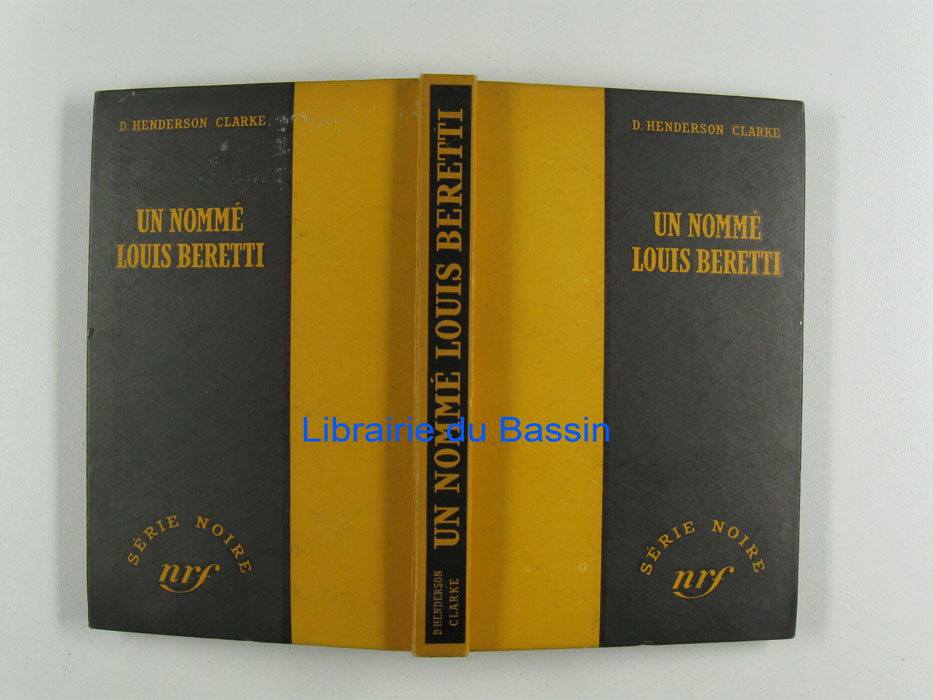 D. HENDERSON CLARKE
UN NOMMÉ
LOUIS BERETTI
SÉRIE NOIRE
nrf
UN NOMMÉ LOUIS BERETTI
D. HENDERSON
CLARKE
D. HENDERSON CLARKE
UN NOMMÉ
LOUIS BERETTI
SÉRIE NOIRE
nrf
Librairie du Bassin